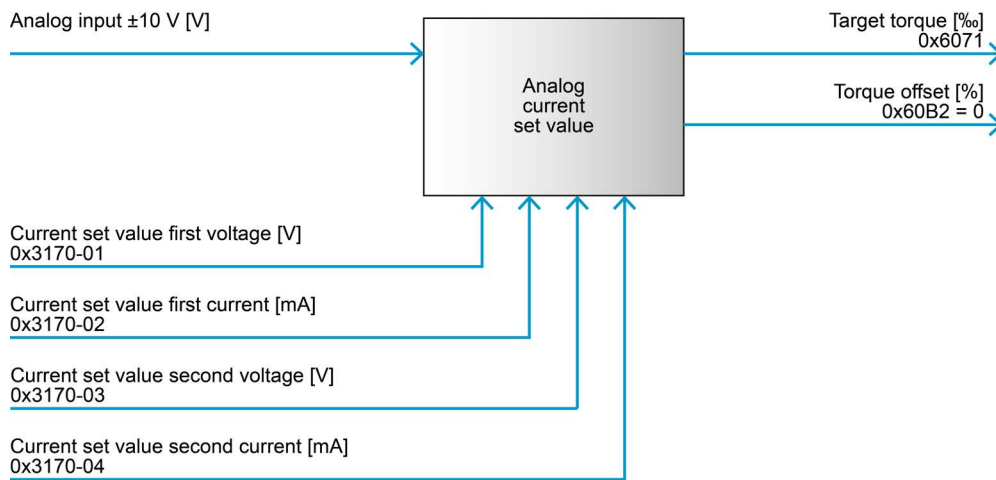 Analog input ±10 V [V]
Target torque [‰]
0x6071
Analog
current
set value
Torque offset [%]
0x60B2 = 0
Current set value first voltage [V]
0x3170-01
Current set value first current [mA]
0x3170-02
Current set value second voltage [V]
0x3170-03
Current set value second current [mA]
0x3170-04